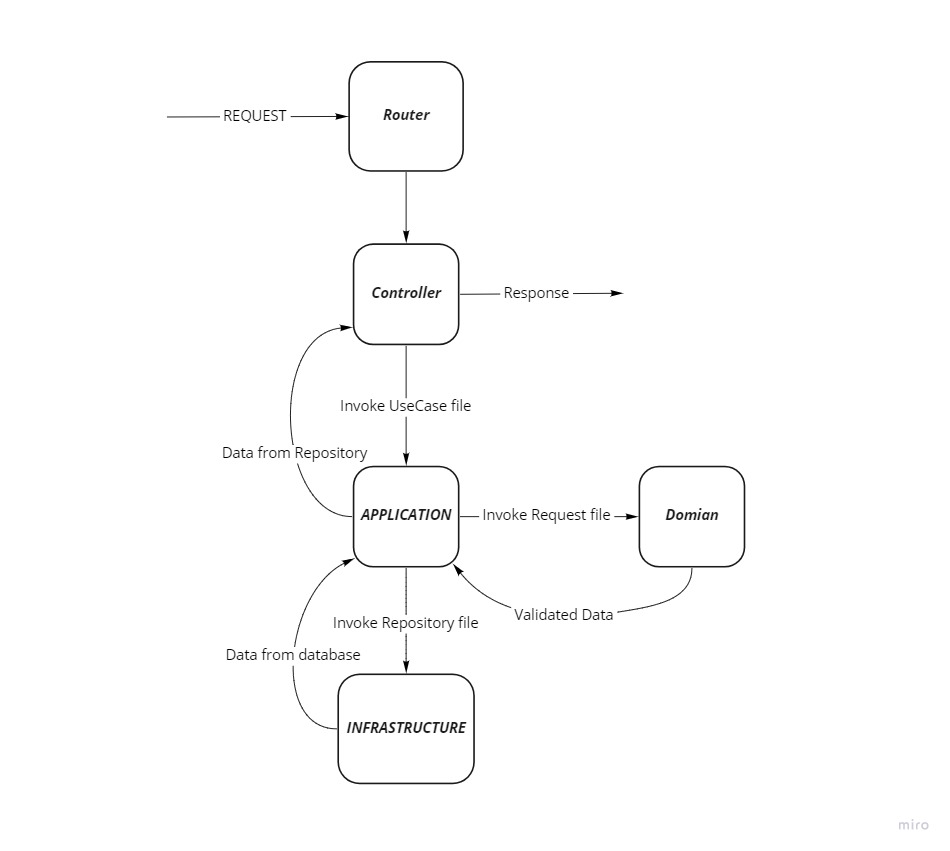 REQUEST
Router
Controller
Response
Invoke UseCase file
Data from Repository
APPLICATION
Invoke Request file
Domian
Validated Data
Invoke Repository file
Data from database
INFRASTRUCTURE
miro